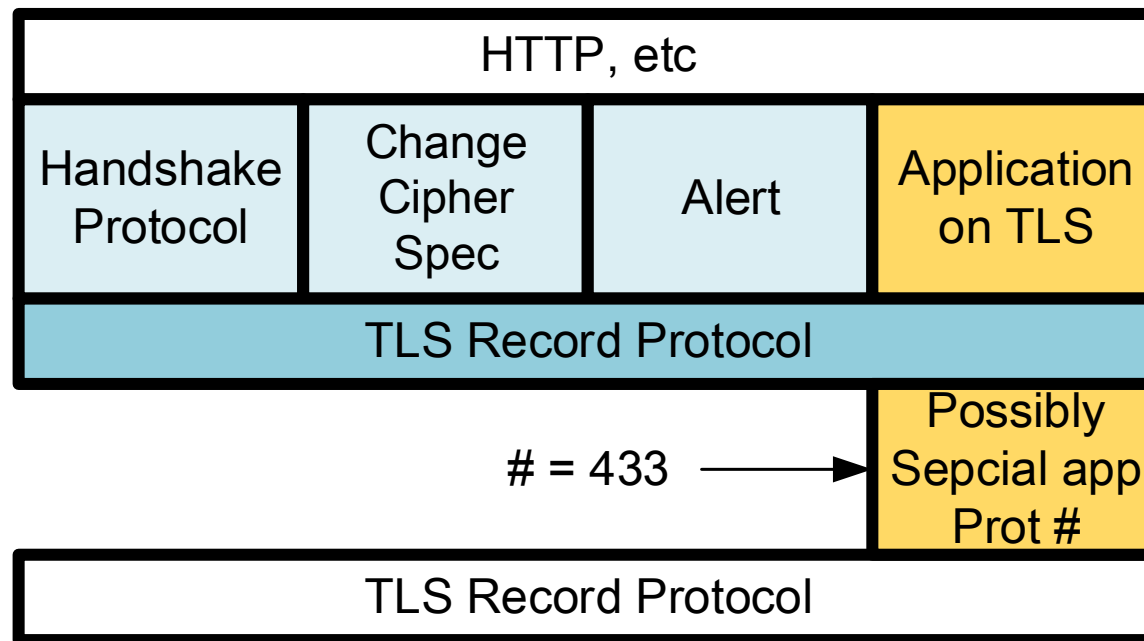 HTTP, etc
Handshake
Protocol
Change
Cipher
Spec
Alert
Application
on TLS
TLS Record Protocol
# = 433
Possibly
Sepcial app
Prot #
TLS Record Protocol